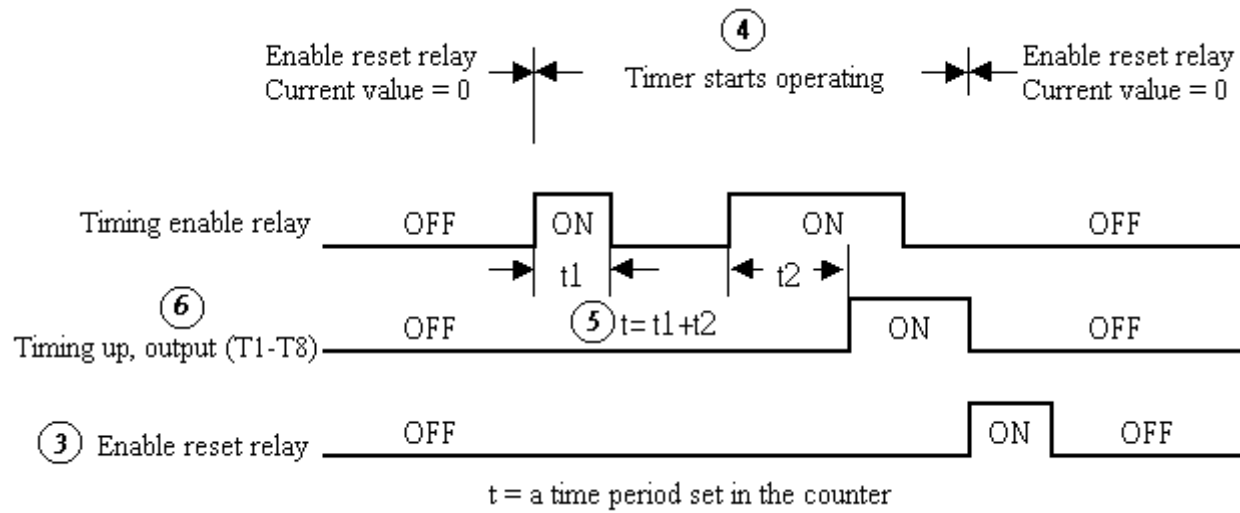 4
Enable reset relay
Current value = 0
Timer starts operating
Enable reset relay
Current value = 0
Timing enable relay
OFF
ON
ON
OFF
t1
t2
6
Timing up, output (T1-T8)
OFF
5
t= t1+t2
ON
OFF
3
Enable reset relay
OFF
ON
OFF
t = a time period set in the counter